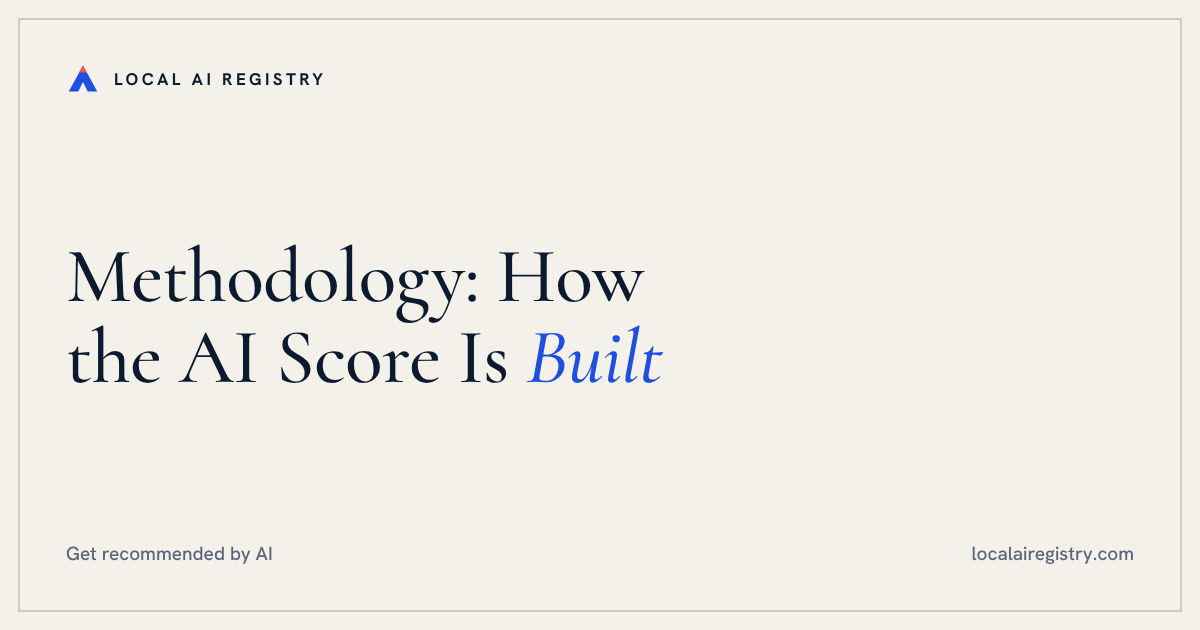 LOCAL AI REGISTRY
Methodology: How
the AI Score Is Built
Get recommended by AI
localairegistry.com